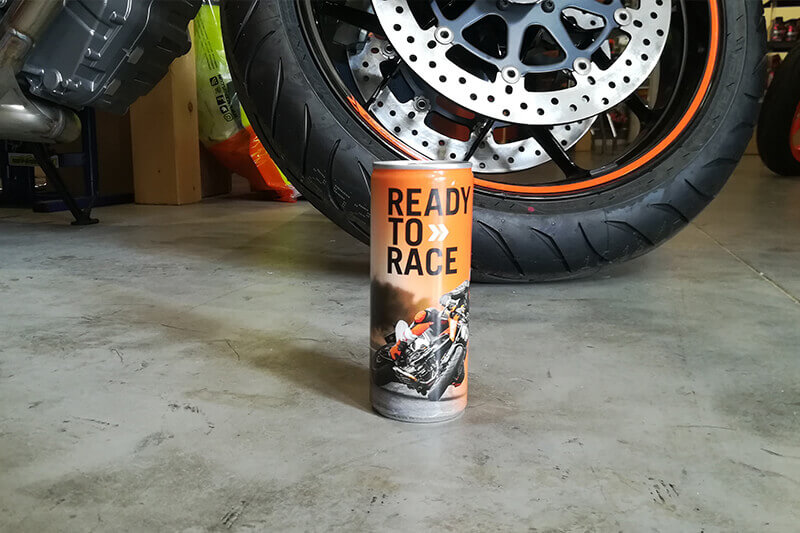 READY
TO »
RACE